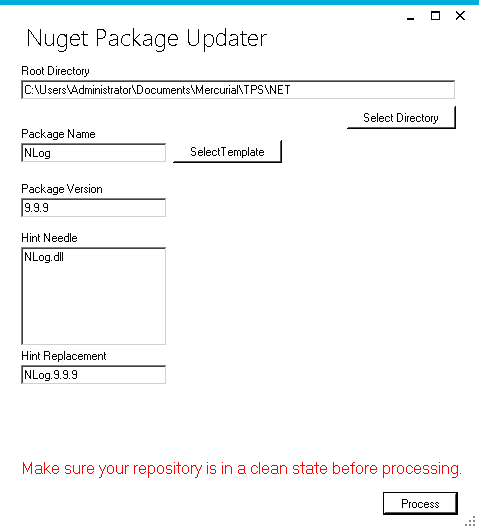 Nuget Package Updater
Root Directory
C:\Users\Administrator\Documents\Mercurial\TPS\NET
Select Directory
Package Name
NLog
SelectTemplate
Package Version
9.9.9
Hint Needle
NLog.dll
Hint Replacement
NLog.9.9.9
Make sure your repository is in a clean state before processing.
Process